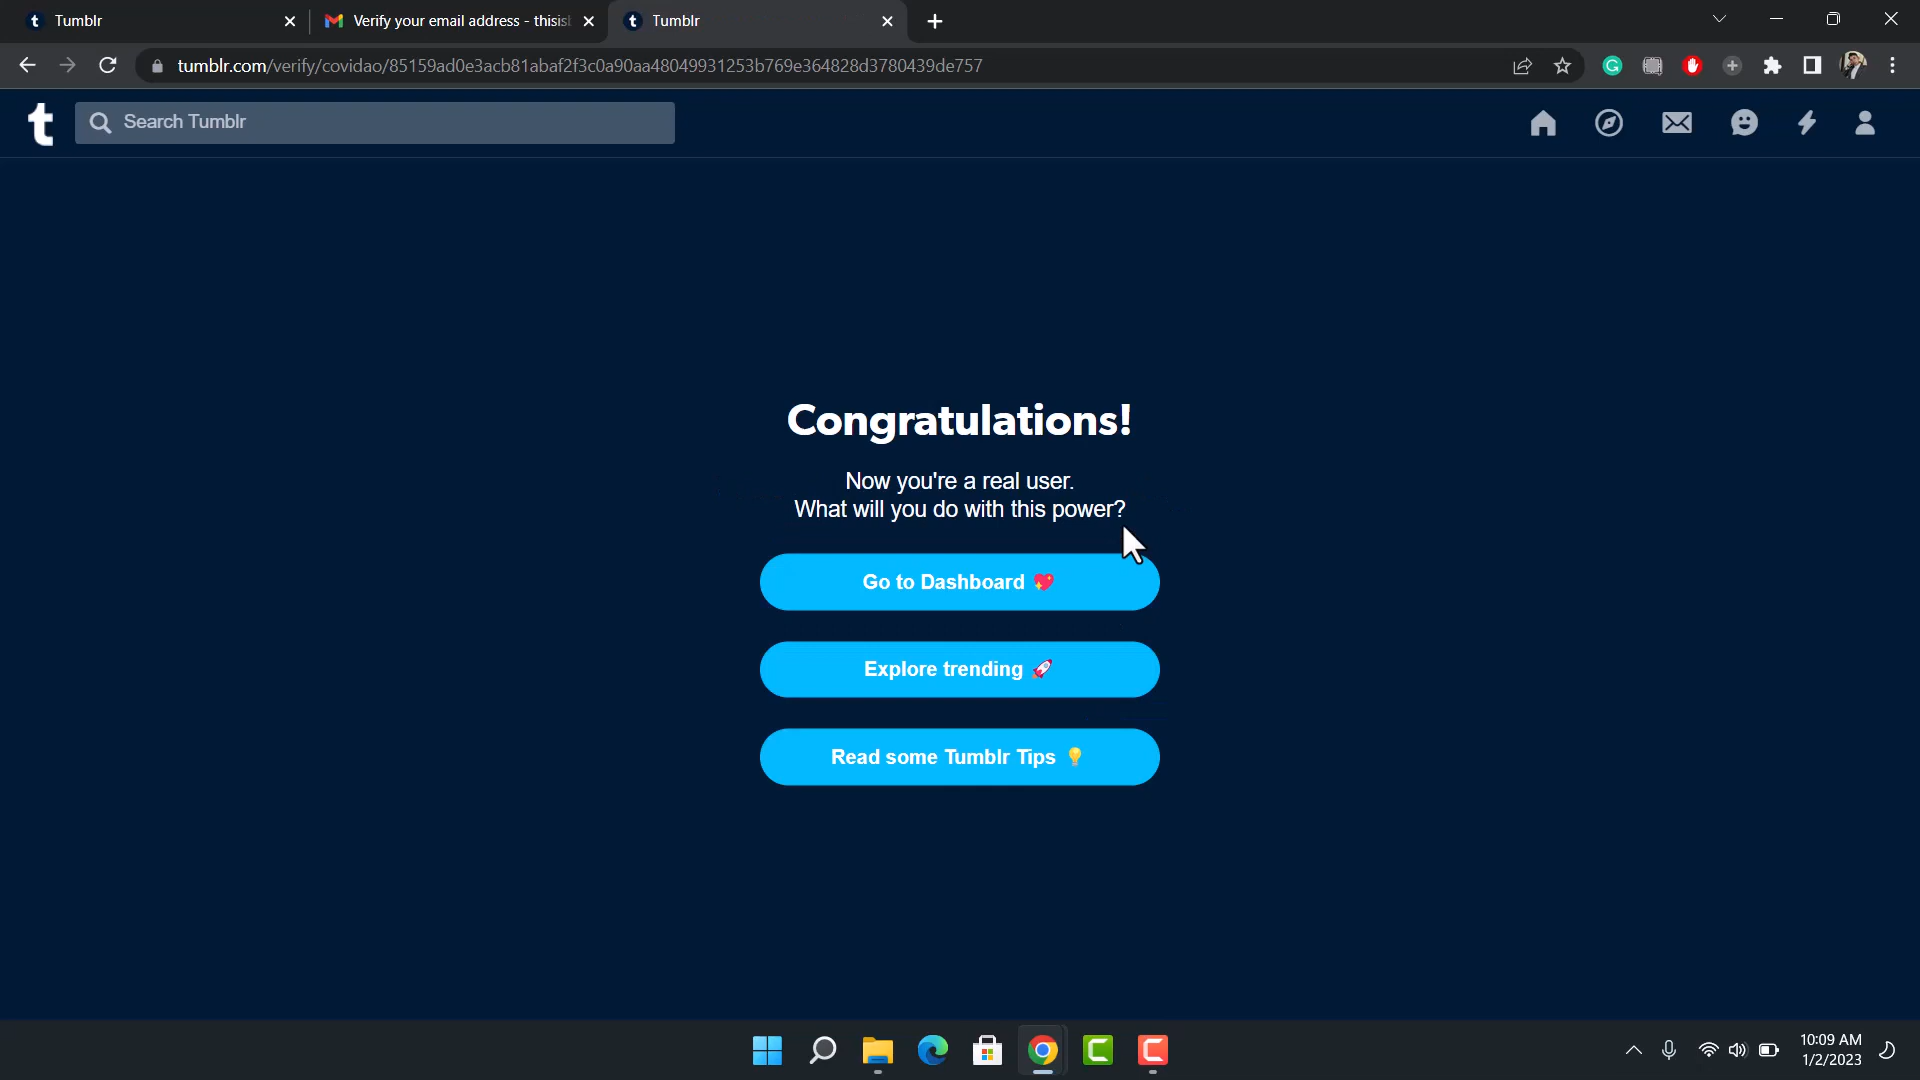 Tumblr
Verify your email address - thisis
Tumblr
tumblr.com/verify/covidao/85159ad0e3acb81abaf2f3c0a90aa48049931253b769e364828d3780439de757
t
Search Tumblr
Congratulations!
Now you're a real user.
What will you do with this power?
Go to Dashboard 💖
Explore trending 🚀
Read some Tumblr Tips 💡
10:09 AM
1/2/2023